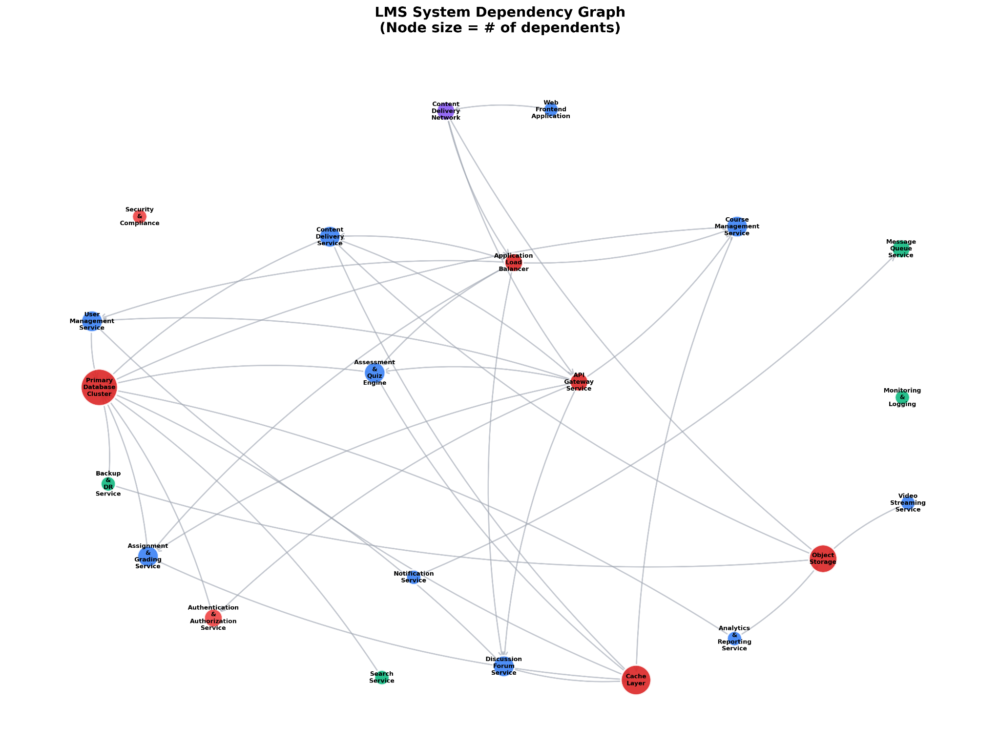 LMS System Dependency Graph
(Node size = # of dependents)
Content
Delivery
Network
Web
Frontend
Application
Security
&
Compliance
Content
Delivery
Service
Course
Management
Service
Message
Queue
Service
Application
Load
Balancer
User
Management
Service
Assessment
&
Quiz
Engine
API
Gateway
Service
Primary
Database
Cluster
Monitoring
&
Logging
Backup
&
DR
Service
Video
Streaming
Service
Assignment
&
Grading
Service
Object
Storage
Notification
Service
Authentication
&
Authorization
Service
Analytics
&
Reporting
Service
Discussion
Forum
Service
Search
Service
Cache
Layer